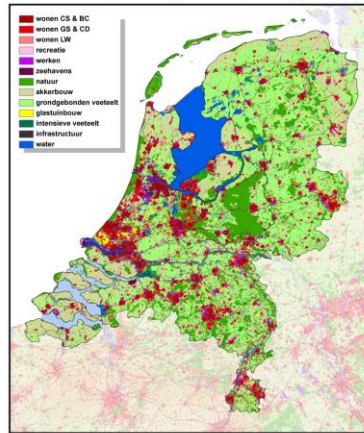 wonen CS & BC
wonen GS & CD
wonen LW
recreatie
werken
zeehavens
natuur
akkerbouw
grondgebonden veeteelt
glastuinbouw
intensieve veeteelt
infrastructuur
water